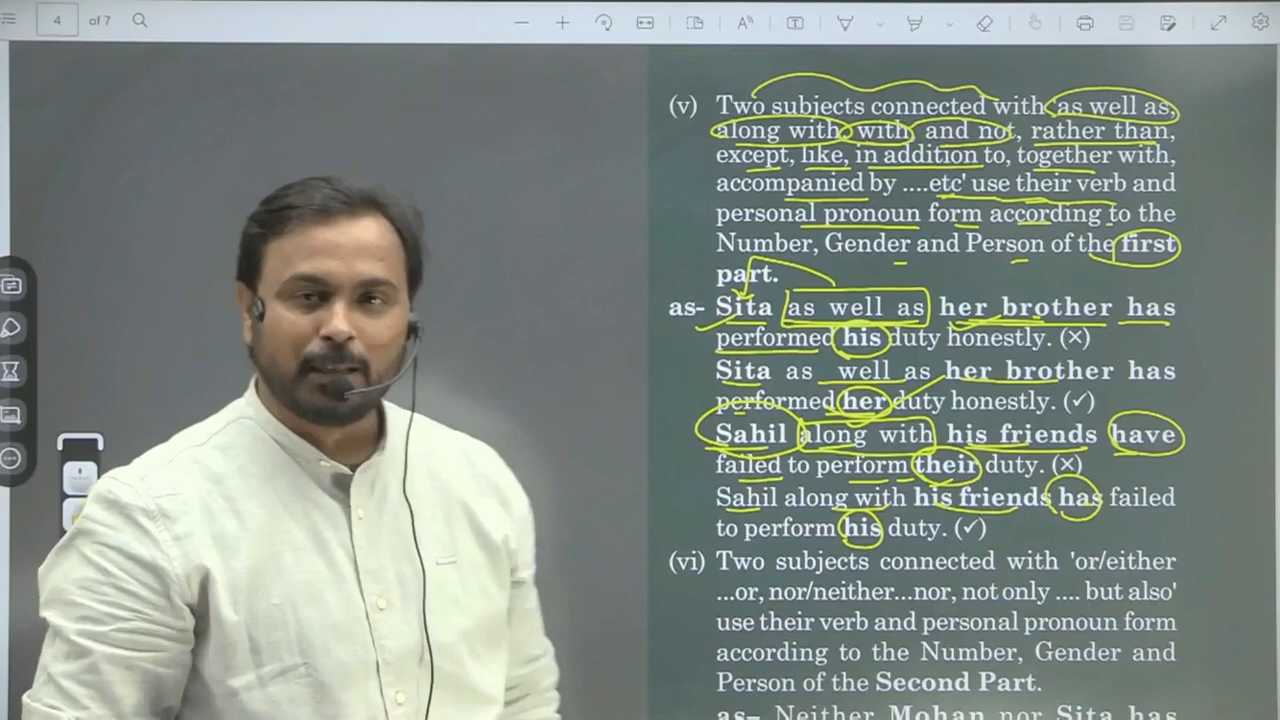 4 of 7
(v) Two subjects connected with as well as,
along with, with, and not, rather than,
except, like, in addition to, together with,
accompanied by ....etc' use their verb and
personal pronoun form according to the
Number, Gender and Person of the first
part.
as- Sita as well as her brother has
performed his duty honestly. (×)
Sita as well as her brother has
performed her duty honestly. (✓)
Sahil along with his friends have
failed to perform their duty. (×)
Sahil along with his friends has failed
to perform his duty. (✓)
(vi) Two subjects connected with 'or/either
...or, nor/neither...nor, not only .... but also'
use their verb and personal pronoun form
according to the Number, Gender and
Person of the Second Part.
as– Neither Mohan nor Sita has